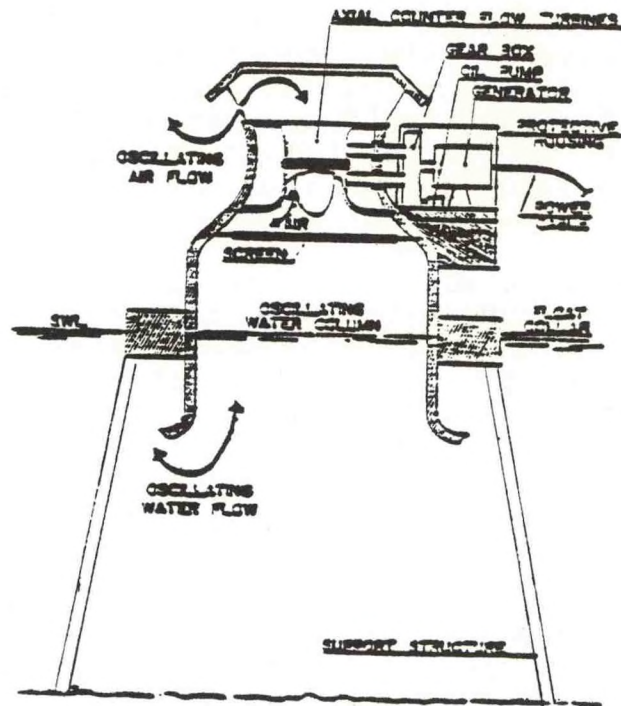 AXIAL COUNTER FLOW TURBINES
GEAR BOX
OIL PUMP
GENERATOR
PROTECTIVE
HOUSING
OSCILLATING
AIR FLOW
POWER
CABLE
AIR
SCREEN
SWL
OSCILLATING
WATER COLUMN
FLOAT
COLLAR
OSCILLATING
WATER FLOW
SUPPORT STRUCTURE